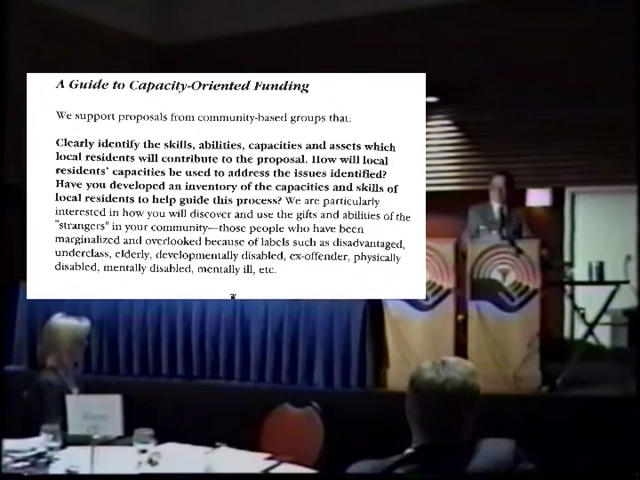 A Guide to Capacity-Oriented Funding
We support proposals from community-based groups that:
Clearly identify the skills, abilities, capacities and assets which
local residents will contribute to the proposal. How will local
residents' capacities be used to address the issues identified?
Have you developed an inventory of the capacities and skills of
local residents to help guide this process? We are particularly
interested in how you will discover and use the gifts and abilities of the
"strangers" in your community—those people who have been
marginalized and overlooked because of labels such as disadvantaged,
underclass, elderly, developmentally disabled, ex-offender, physically
disabled, mentally disabled, mentally ill, etc.